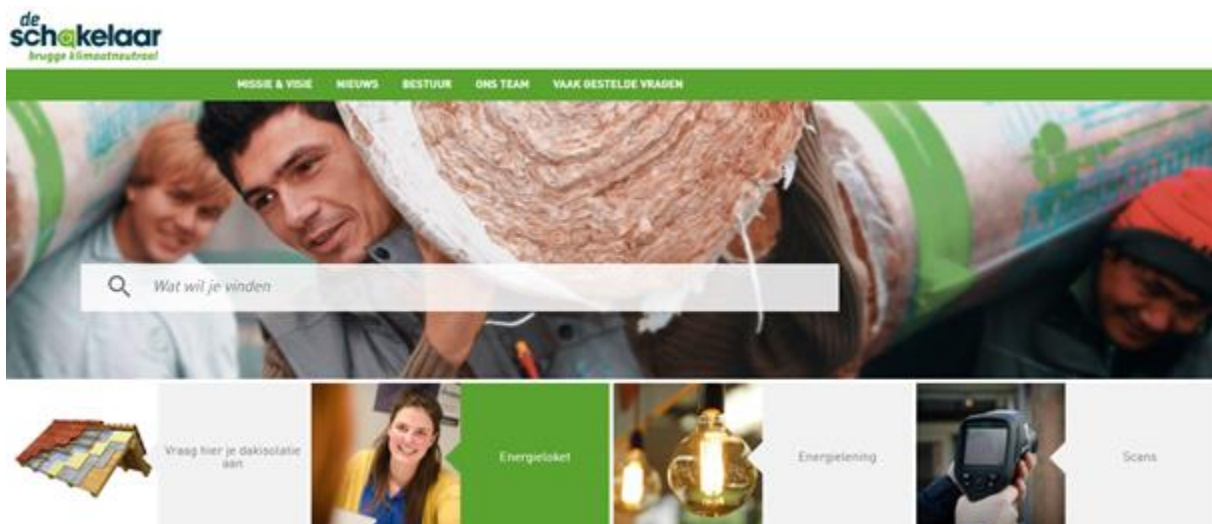 de
schakelaar
brugge klimaatneutraal
MISSIE & VISIE NIEUWS BESTUUR ONS TEAM VAAK GESTELDE VRAGEN
Wat wil je vinden
Vraag hier je dakisolatie
aan
Energieloket
Energielening
Scans